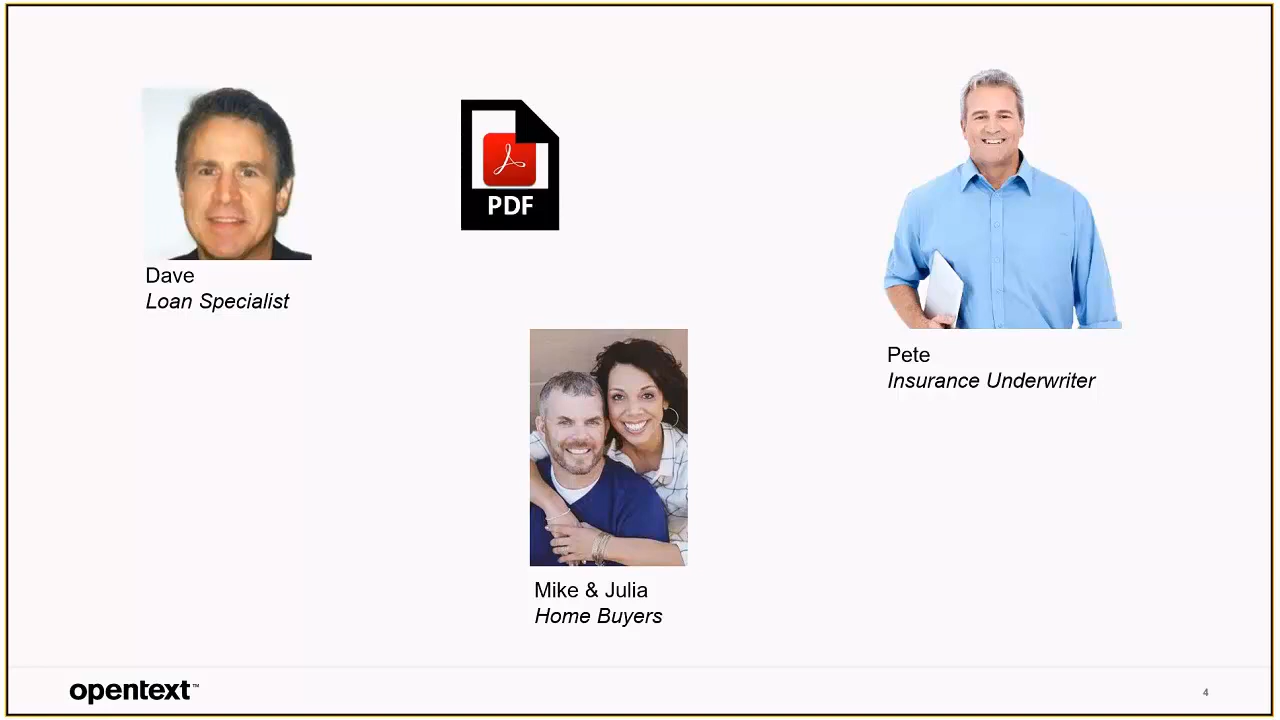 PDF
Dave
Loan Specialist
Pete
Insurance Underwriter
Mike & Julia
Home Buyers
opentext™
4